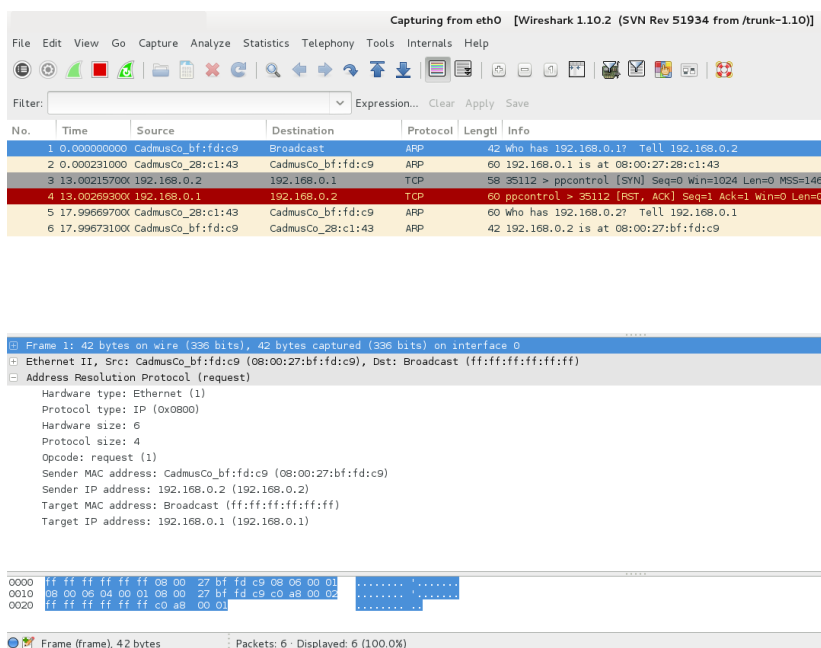 Capturing from eth0 [Wireshark 1.10.2 (SVN Rev 51934 from /trunk-1.10)]
File Edit View Go Capture Analyze Statistics Telephony Tools Internals Help
Filter: Expression... Clear Apply Save
No. Time Source Destination Protocol Lengtl Info
1 0.000000000 CadmusCo_bf:fd:c9 Broadcast ARP 42 Who has 192.168.0.1? Tell 192.168.0.2
2 0.000231000 CadmusCo_28:c1:43 CadmusCo_bf:fd:c9 ARP 60 192.168.0.1 is at 08:00:27:28:c1:43
3 13.00215700 192.168.0.2 192.168.0.1 TCP 58 35112 > ppcontrol [SYN] Seq=0 Win=1024 Len=0 MSS=146
4 13.00269300 192.168.0.1 192.168.0.2 TCP 60 ppcontrol > 35112 [RST, ACK] Seq=1 Ack=1 Win=0 Len=0
5 17.99669700 CadmusCo_28:c1:43 CadmusCo_bf:fd:c9 ARP 60 Who has 192.168.0.2? Tell 192.168.0.1
6 17.99673100 CadmusCo_bf:fd:c9 CadmusCo_28:c1:43 ARP 42 192.168.0.2 is at 08:00:27:bf:fd:c9
Frame 1: 42 bytes on wire (336 bits), 42 bytes captured (336 bits) on interface 0
Ethernet II, Src: CadmusCo_bf:fd:c9 (08:00:27:bf:fd:c9), Dst: Broadcast (ff:ff:ff:ff:ff:ff)
Address Resolution Protocol (request)
Hardware type: Ethernet (1)
Protocol type: IP (0x0800)
Hardware size: 6
Protocol size: 4
Opcode: request (1)
Sender MAC address: CadmusCo_bf:fd:c9 (08:00:27:bf:fd:c9)
Sender IP address: 192.168.0.2 (192.168.0.2)
Target MAC address: Broadcast (ff:ff:ff:ff:ff:ff)
Target IP address: 192.168.0.1 (192.168.0.1)
0000 ff ff ff ff ff ff 08 00 27 bf fd c9 08 06 00 01 ........ '.......
0010 08 00 06 04 00 01 08 00 27 bf fd c9 c0 a8 00 02 ........ '.......
0020 ff ff ff ff ff ff c0 a8 00 01 ........ ..
Frame (frame), 42 bytes Packets: 6 · Displayed: 6 (100.0%)